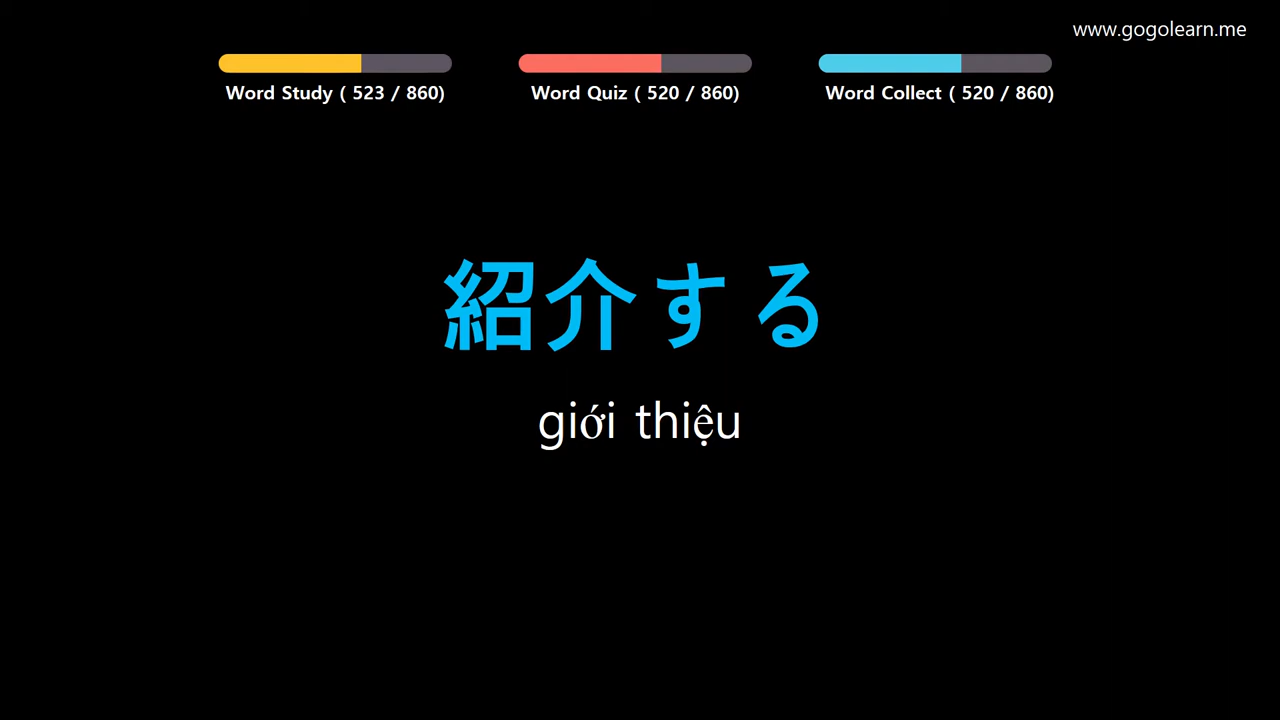 www.gogolearn.me
Word Study ( 523 / 860)
Word Quiz ( 520 / 860)
Word Collect ( 520 / 860)
紹介する
giới thiệu